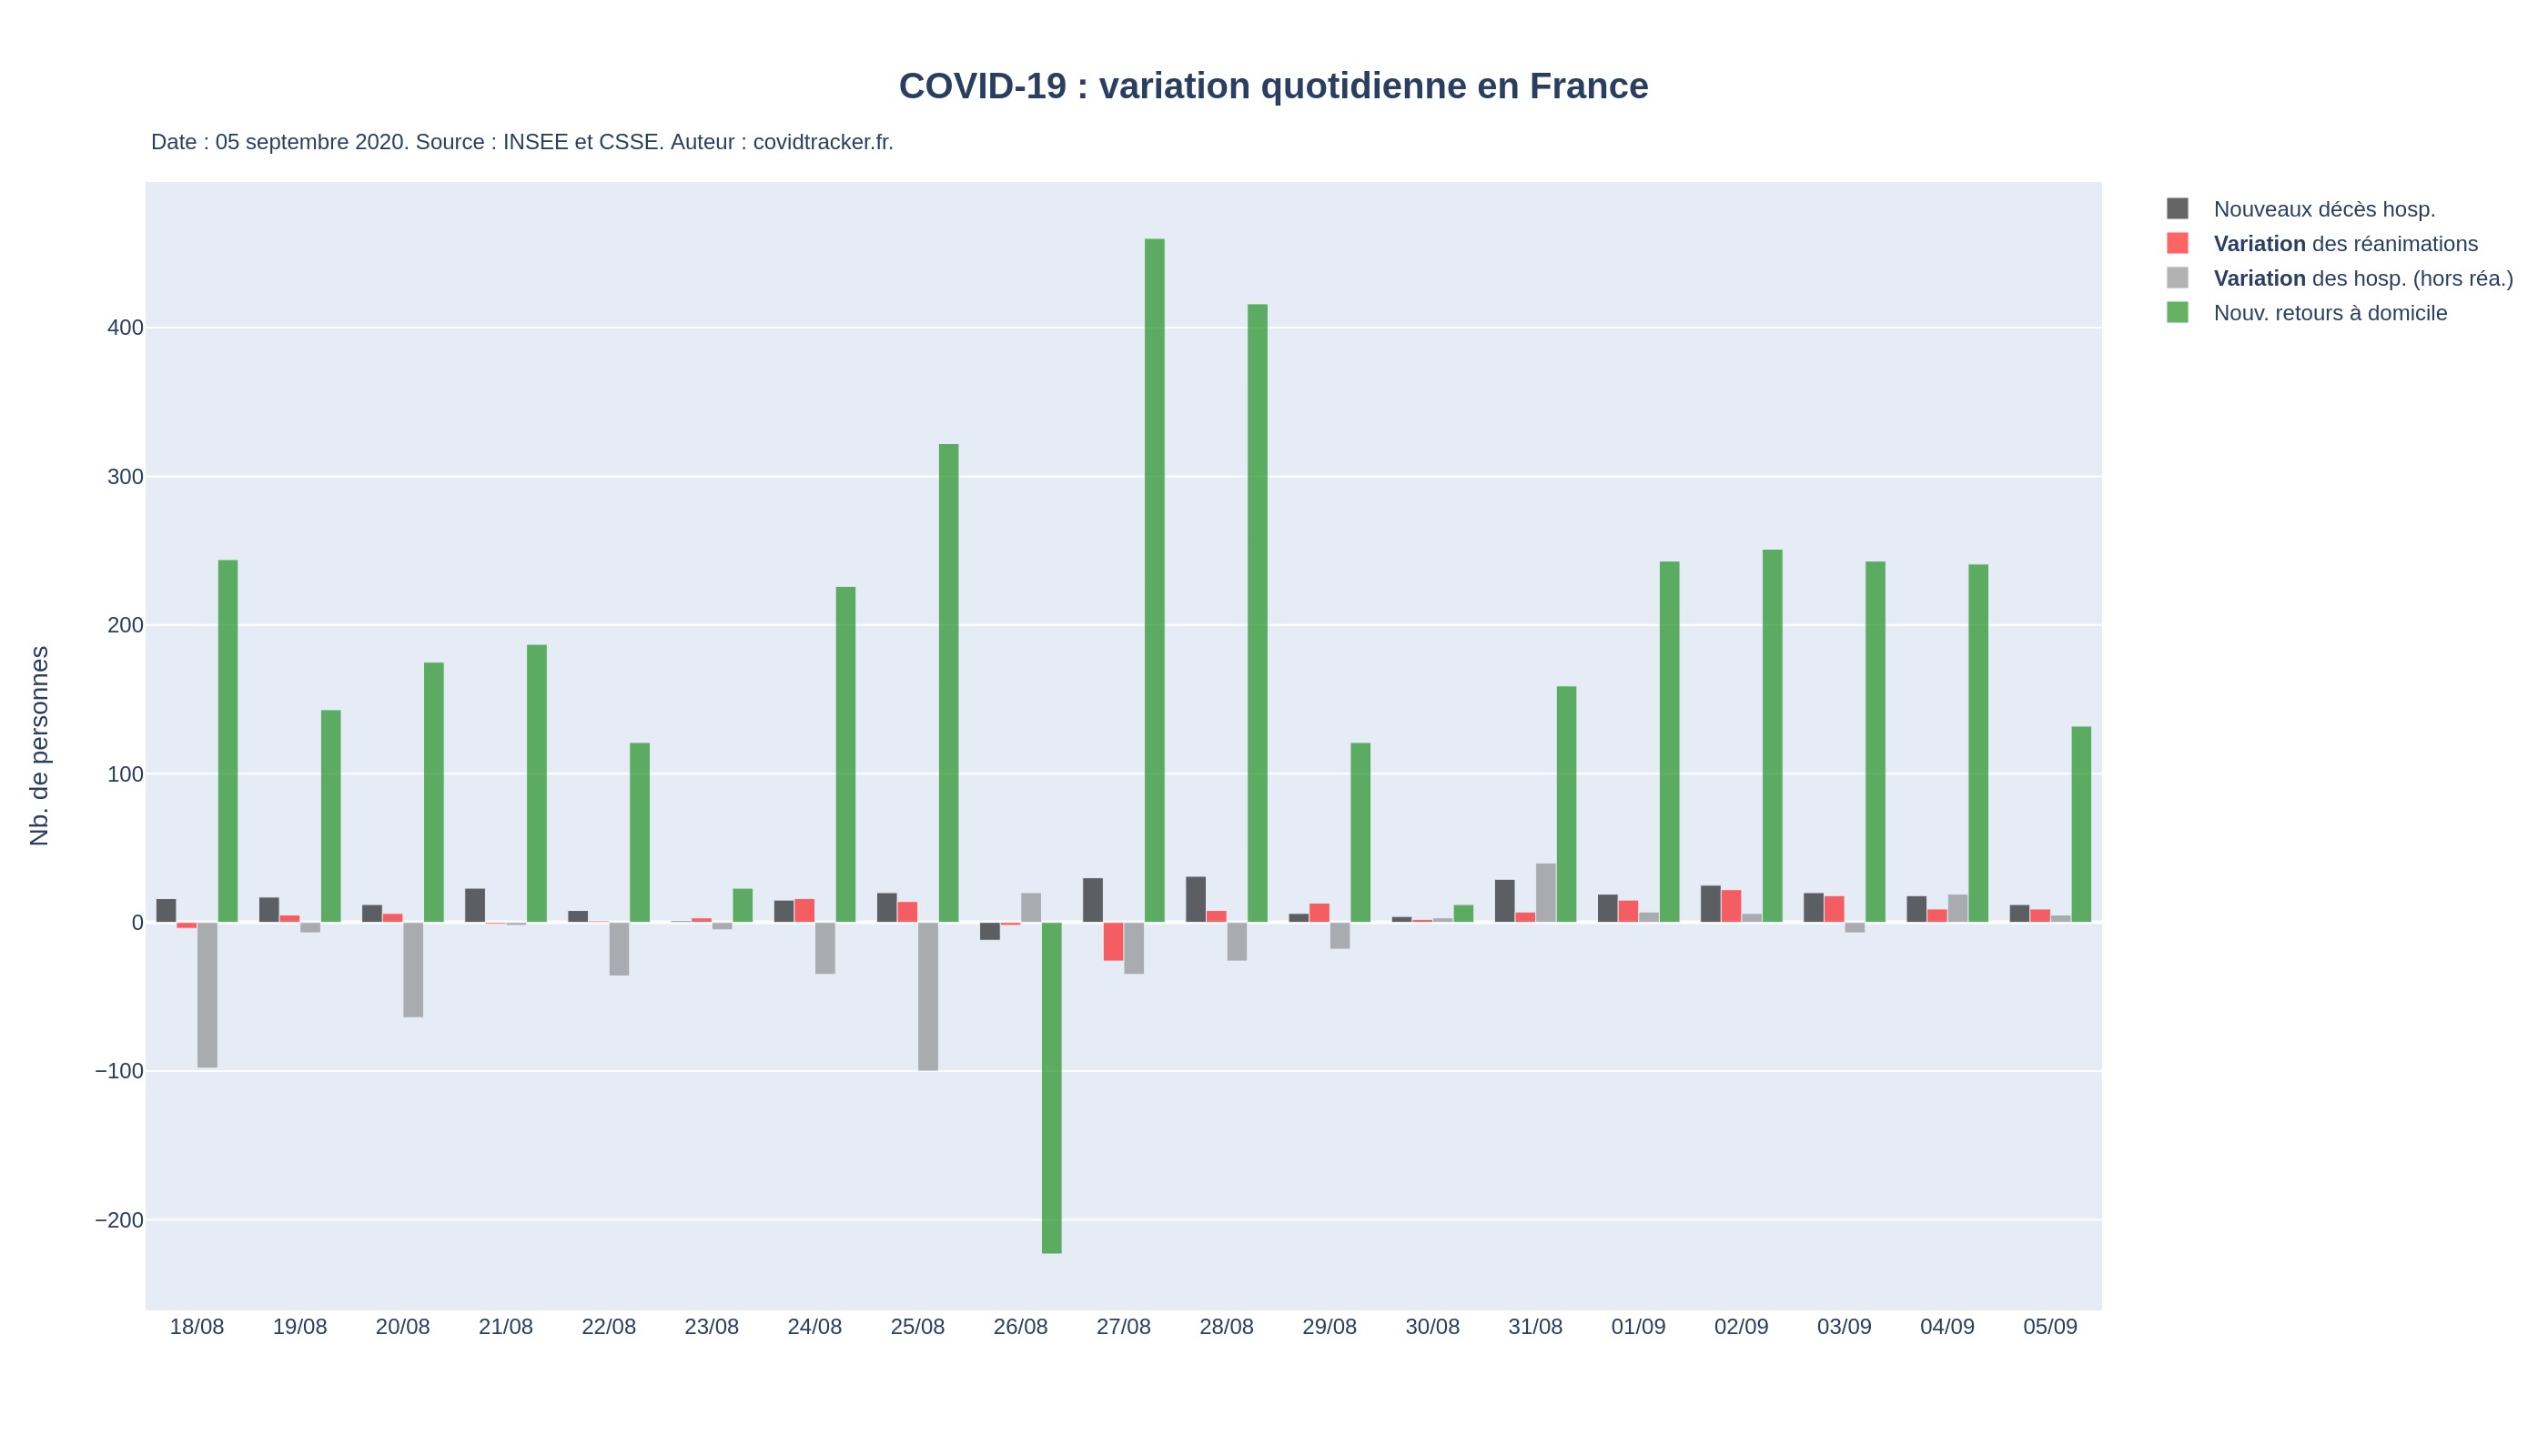 COVID-19 : variation quotidienne en France
Date : 05 septembre 2020. Source : INSEE et CSSE. Auteur : covidtracker.fr.
Nouveaux décès hosp.
Variation des réanimations
Variation des hosp. (hors réa.)
Nouv. retours à domicile
Nb. de personnes
400
300
200
100
0
−100
−200
18/08 19/08 20/08 21/08 22/08 23/08 24/08 25/08 26/08 27/08 28/08 29/08 30/08 31/08 01/09 02/09 03/09 04/09 05/09